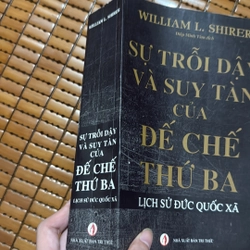 WILLIAM L. SHIRER
SỰ TRỖI DẬY
VÀ SUY TÀN
CỦA
ĐẾ CHẾ
THỨ BA
LỊCH SỬ ĐỨC QUỐC XÃ
WILLIAM L. SHIRER
SỰ TRỖI DẬY
VÀ SUY TÀN
CỦA
ĐẾ CHẾ
THỨ BA
LỊCH SỬ ĐỨC QUỐC XÃ
NHÀ XUẤT BẢN TRI THỨC